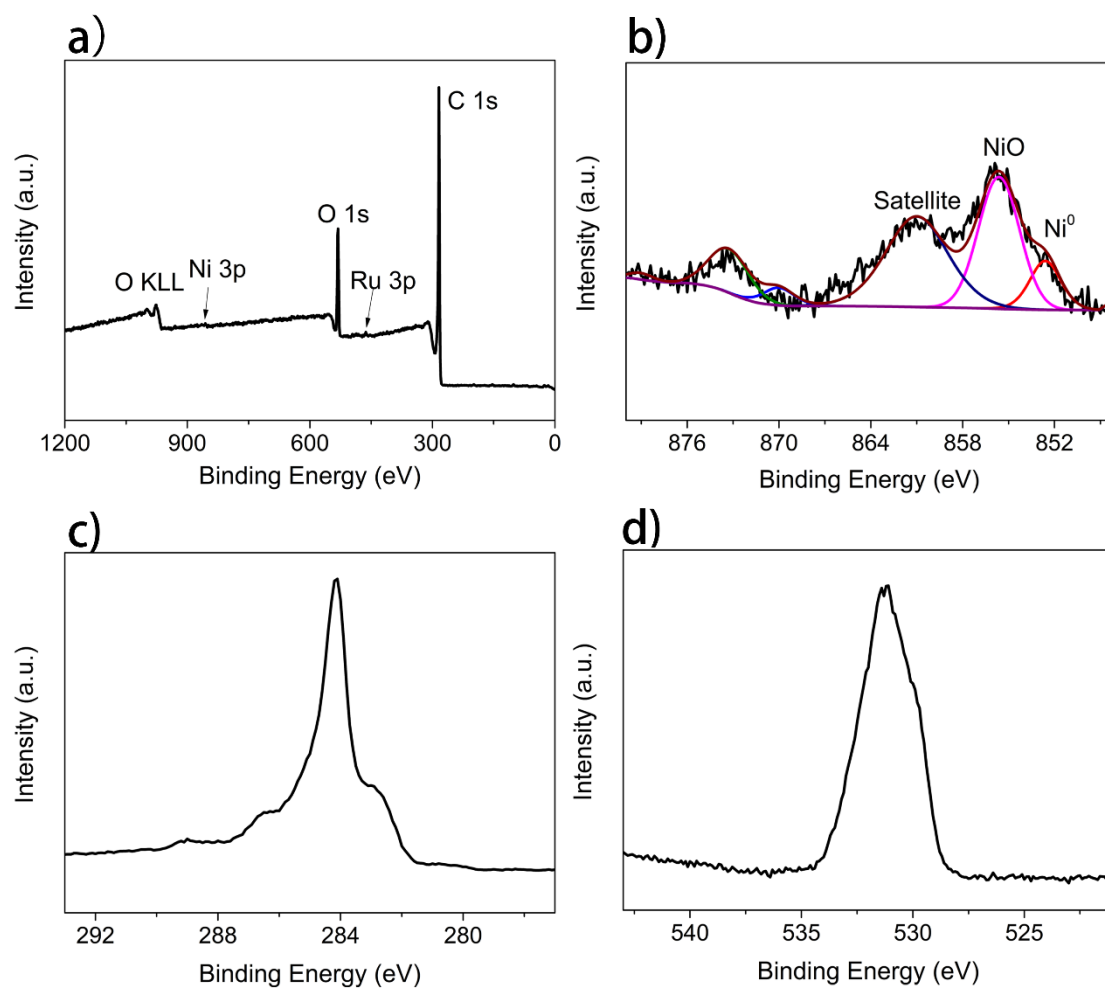 a)
Intensity (a.u.)
C 1s
O 1s
O KLL
Ni 3p
Ru 3p
1200 900 600 300 0
Binding Energy (eV)
b)
Intensity (a.u.)
NiO
Satellite
Ni⁰
876 870 864 858 852
Binding Energy (eV)
c)
Intensity (a.u.)
292 288 284 280
Binding Energy (eV)
d)
Intensity (a.u.)
540 535 530 525
Binding Energy (eV)